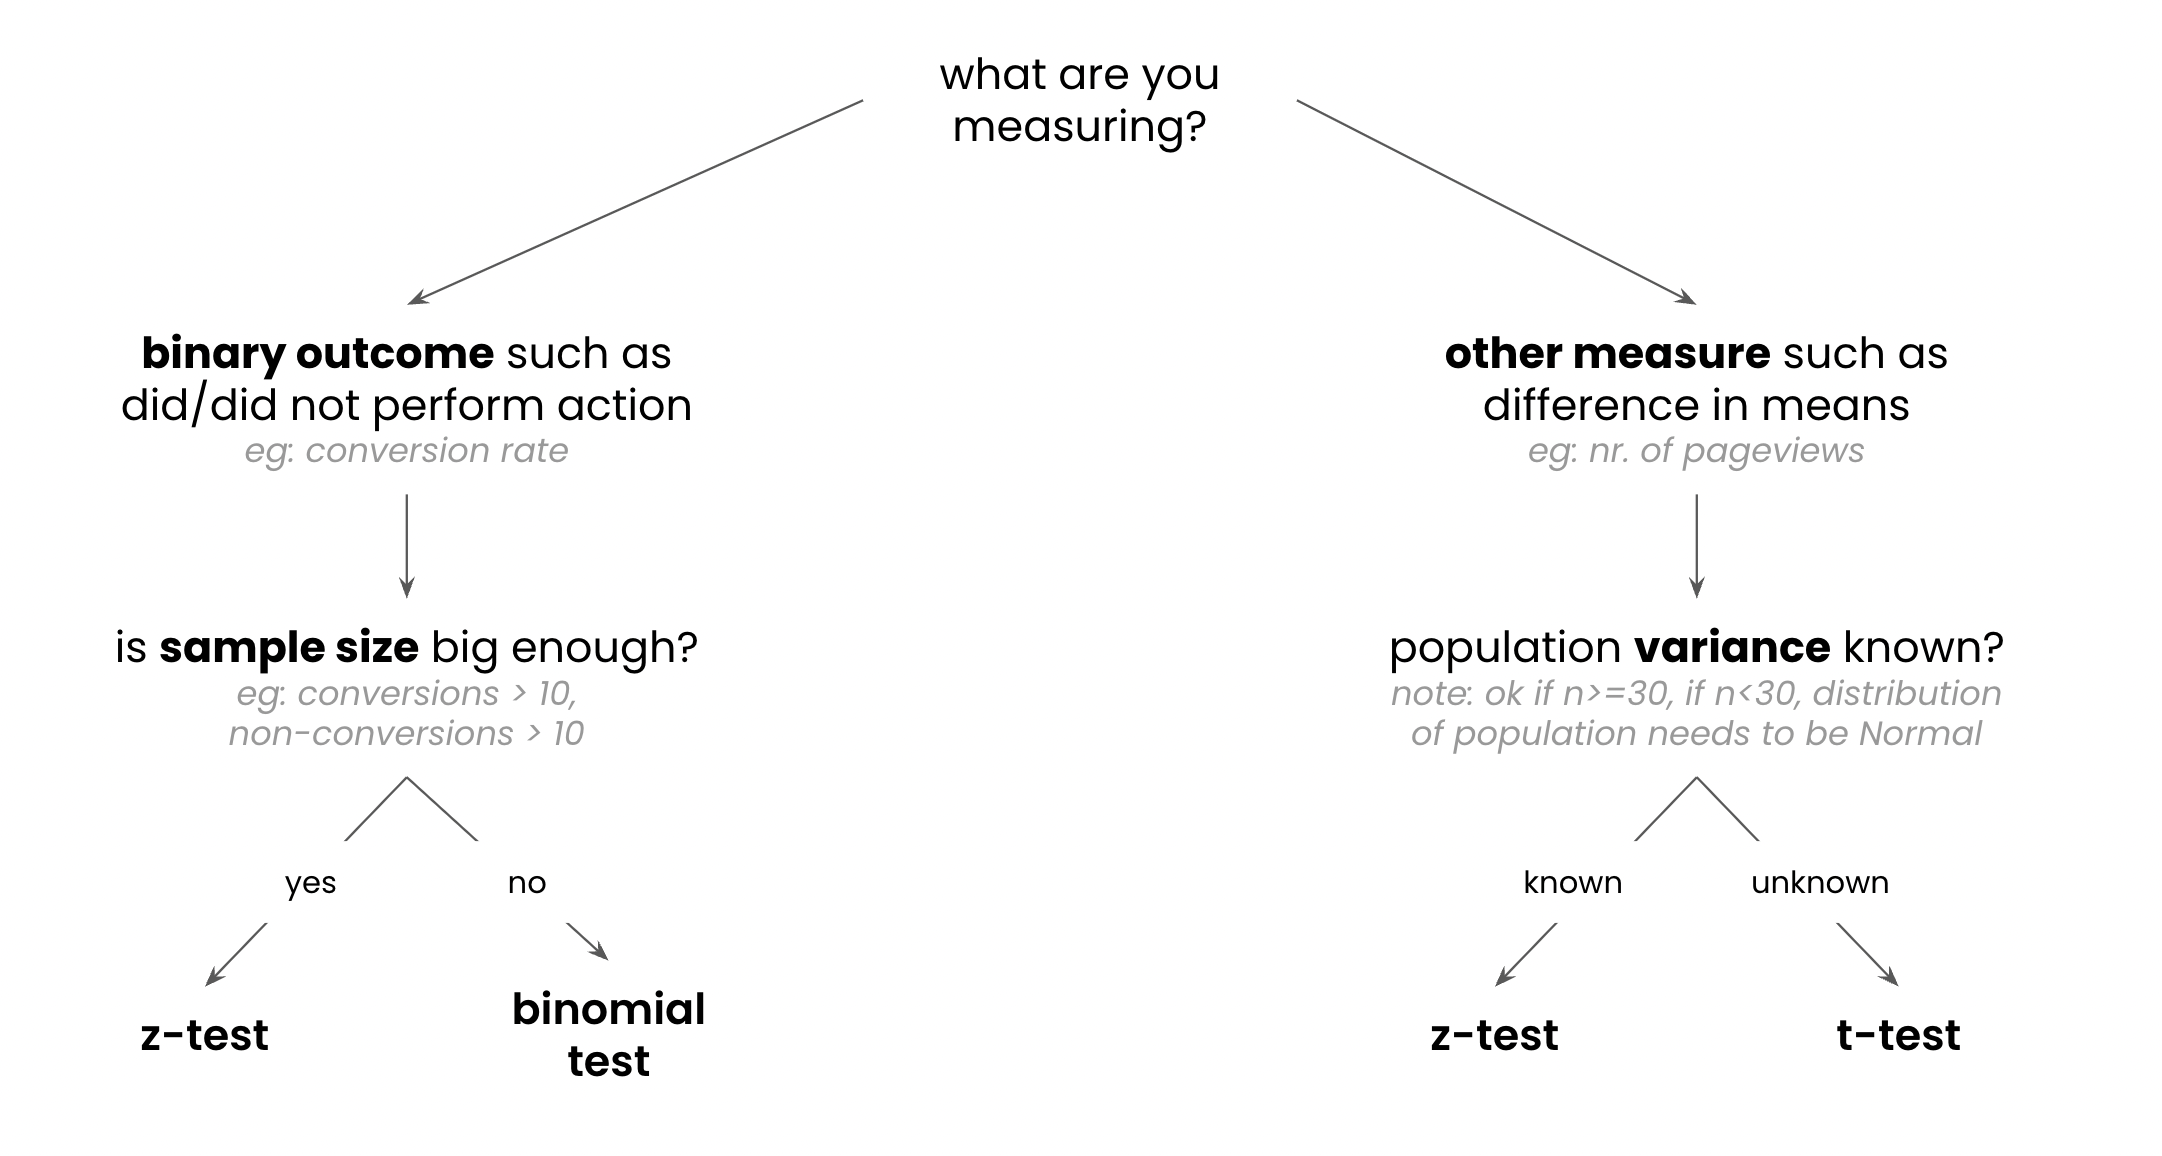 what are you
measuring?
binary outcome such as
did/did not perform action
eg: conversion rate
other measure such as
difference in means
eg: nr. of pageviews
is sample size big enough?
eg: conversions > 10,
non-conversions > 10
population variance known?
note: ok if n>=30, if n<30, distribution
of population needs to be Normal
yes
no
known
unknown
z-test
binomial
test
z-test
t-test